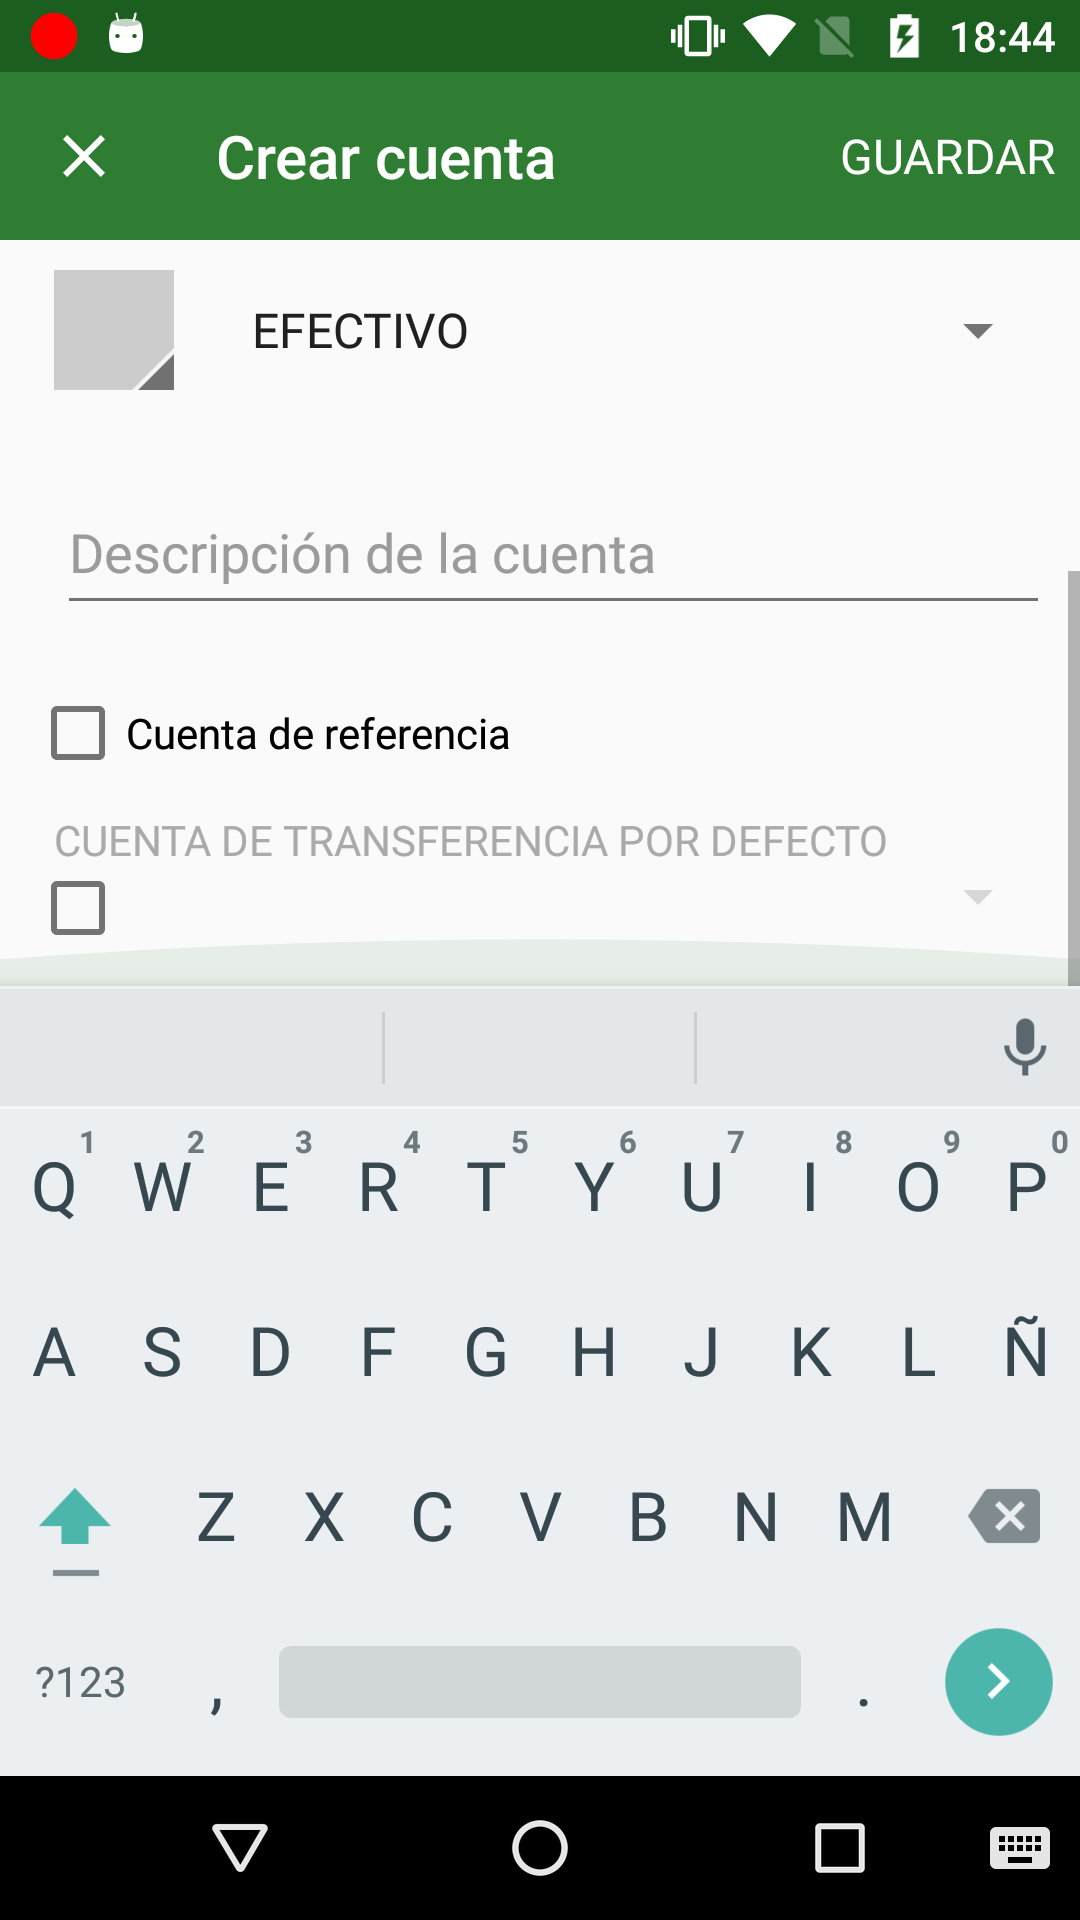 18:44
Crear cuenta
GUARDAR
EFECTIVO
Descripción de la cuenta
Cuenta de referencia
CUENTA DE TRANSFERENCIA POR DEFECTO
1 2 3 4 5 6 7 8 9 0
Q W E R T Y U I O P
A S D F G H J K L Ñ
Z X C V B N M
?123 , .